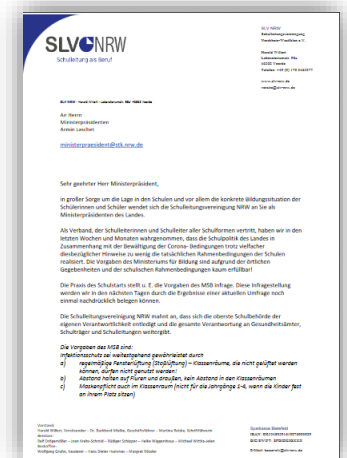 SLV NRW
Schulleitung als Beruf
SLV NRW
Schulleitungsvereinigung
Nordrhein-Westfalen e.V.
Harald Willert
An Herrn
Ministerpräsidenten
Armin Laschet
ministerpraesident@stk.nrw.de
Sehr geehrter Herr Ministerpräsident,
in großer Sorge um die Lage in den Schulen und vor allem die konkrete Bildungssituation der
Schülerinnen und Schüler wendet sich die Schulleitungsvereinigung NRW an Sie als
Ministerpräsidenten des Landes.
Als Verband, der Schulleiterinnen und Schulleiter aller Schulformen vertritt, haben wir in den
letzten Wochen und Monaten wahrgenommen, dass die Schulpolitik des Landes in
Zusammenhang mit der Bewältigung der Corona- Bedingungen trotz vielfacher
diesbezüglicher Hinweise zu wenig die tatsächlichen Rahmenbedingungen der Schulen
realisiert. Die Vorgaben des Ministeriums für Bildung sind aufgrund der örtlichen
Gegebenheiten und der schulischen Rahmenbedingungen kaum erfüllbar!
Die Praxis des Schulstarts stellt u. E. die Vorgaben des MSB infrage. Diese Infragestellung
werden wir in den nächsten Tagen durch die Ergebnisse einer aktuellen Umfrage noch
einmal nachdrücklich belegen können.
Die Schulleitungsvereinigung NRW mahnt an, dass sich die oberste Schulbehörde der
eigenen Verantwortlichkeit entledigt und die gesamte Verantwortung an Gesundheitsämter,
Schulträger und Schulleitungen weitergibt.
Die Vorgaben des MSB sind:
Infektionsschutz sei weitestgehend gewährleistet durch
a) regelmäßige Fensterlüftung (Stoßlüftung) – Klassenräume, die nicht gelüftet werden
können, dürfen nicht genutzt werden!
b) Abstand halten auf Fluren und draußen, kein Abstand in den Klassenräumen
c) Maskenpflicht auch im Klassenraum (nicht für die Jahrgänge 1-4, wenn die Kinder fest
an ihrem Platz sitzen)
Vorstand:
Sparkasse Bielefeld